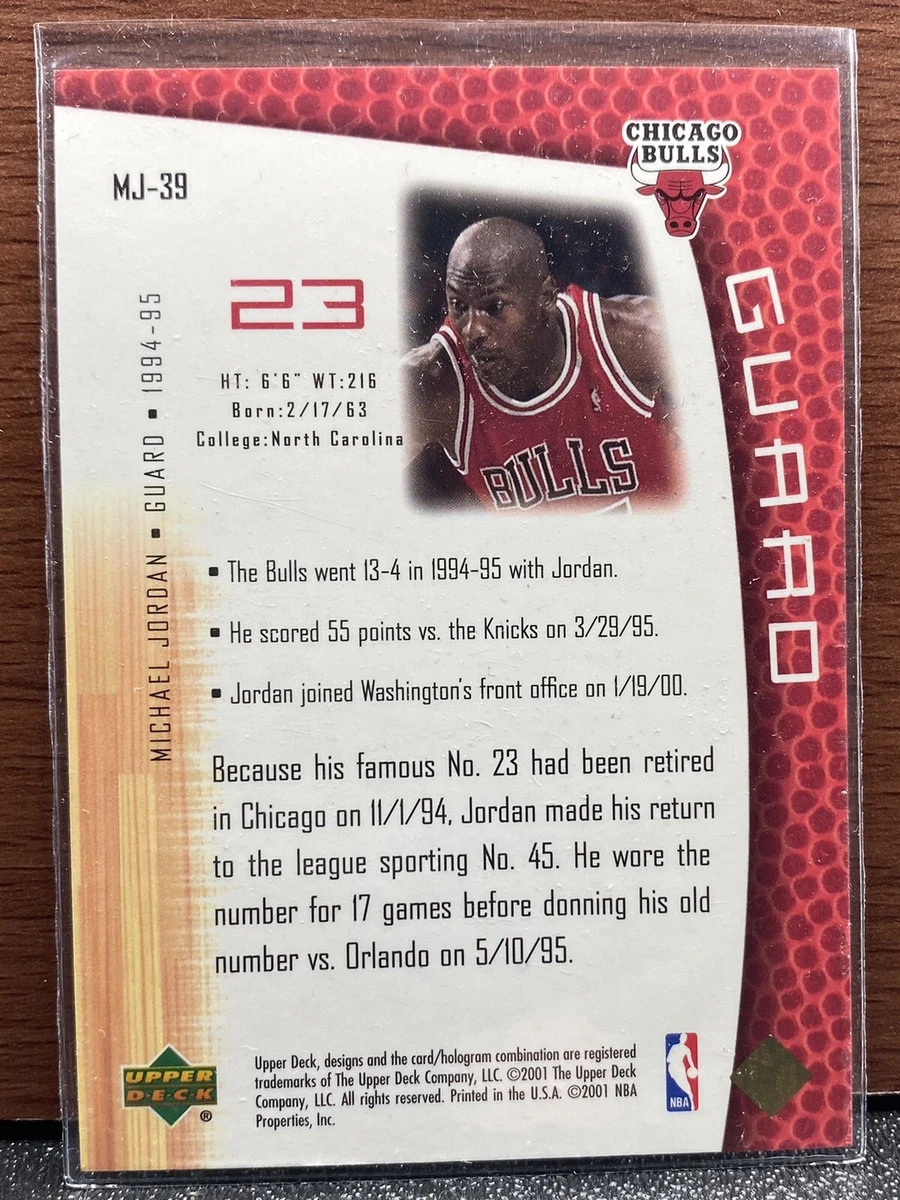 CHICAGO
BULLS
MJ-39
23
HT: 6'6" WT:216
Born:2/17/63
College:North Carolina
MICHAEL JORDAN ▪ GUARD ▪ 1994-95
BULLS
GUARD
▪ The Bulls went 13-4 in 1994-95 with Jordan.
▪ He scored 55 points vs. the Knicks on 3/29/95.
▪ Jordan joined Washington's front office on 1/19/00.
Because his famous No. 23 had been retired
in Chicago on 11/1/94, Jordan made his return
to the league sporting No. 45. He wore the
number for 17 games before donning his old
number vs. Orlando on 5/10/95.
UPPER
DECK
®
Upper Deck, designs and the card/hologram combination are registered
trademarks of The Upper Deck Company, LLC. ©2001 The Upper Deck
Company, LLC. All rights reserved. Printed in the U.S.A. ©2001 NBA
Properties, Inc.
NBA